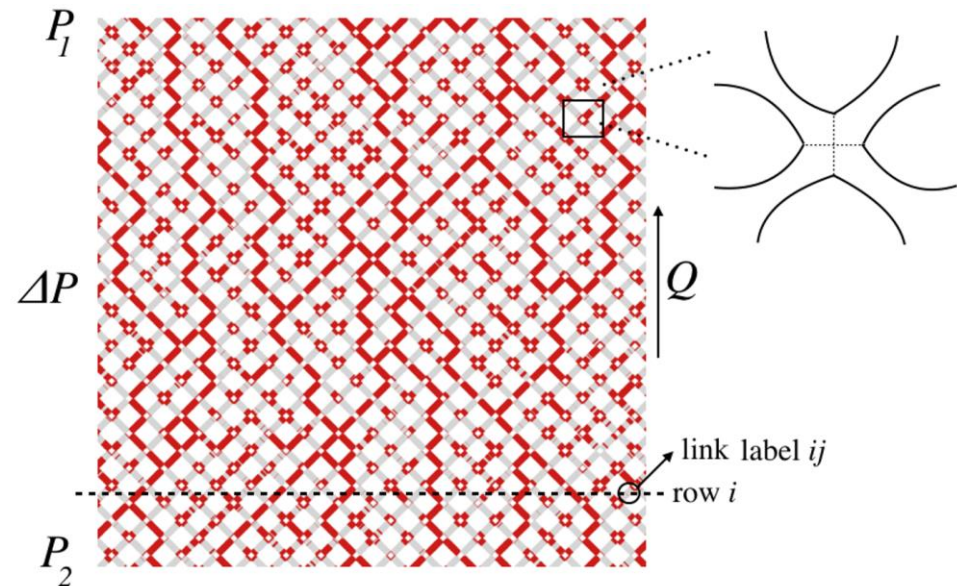 P₁
ΔP
Q
link label ij
row i
P₂